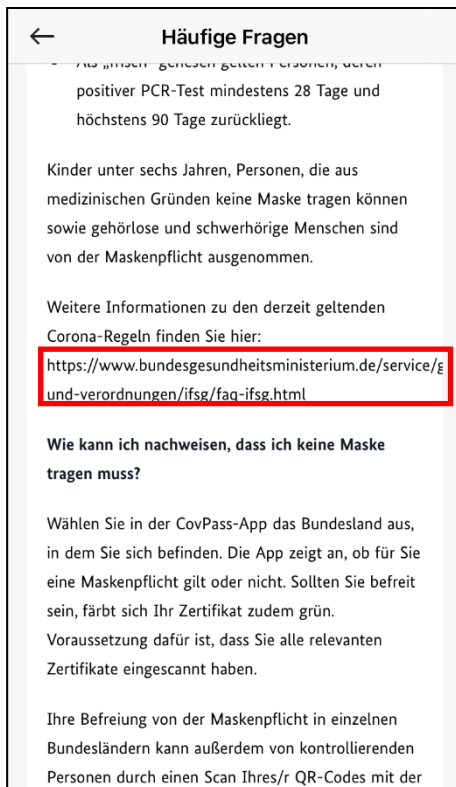 Häufige Fragen
positiver PCR-Test mindestens 28 Tage und
höchstens 90 Tage zurückliegt.
Kinder unter sechs Jahren, Personen, die aus
medizinischen Gründen keine Maske tragen können
sowie gehörlose und schwerhörige Menschen sind
von der Maskenpflicht ausgenommen.
Weitere Informationen zu den derzeit geltenden
Corona-Regeln finden Sie hier:
https://www.bundesgesundheitsministerium.de/service/g
und-verordnungen/ifsg/faq-ifsg.html
Wie kann ich nachweisen, dass ich keine Maske
tragen muss?
Wählen Sie in der CovPass-App das Bundesland aus,
in dem Sie sich befinden. Die App zeigt an, ob für Sie
eine Maskenpflicht gilt oder nicht. Sollten Sie befreit
sein, färbt sich Ihr Zertifikat zudem grün.
Voraussetzung dafür ist, dass Sie alle relevanten
Zertifikate eingescannt haben.
Ihre Befreiung von der Maskenpflicht in einzelnen
Bundesländern kann außerdem von kontrollierenden
Personen durch einen Scan Ihres/r QR-Codes mit der